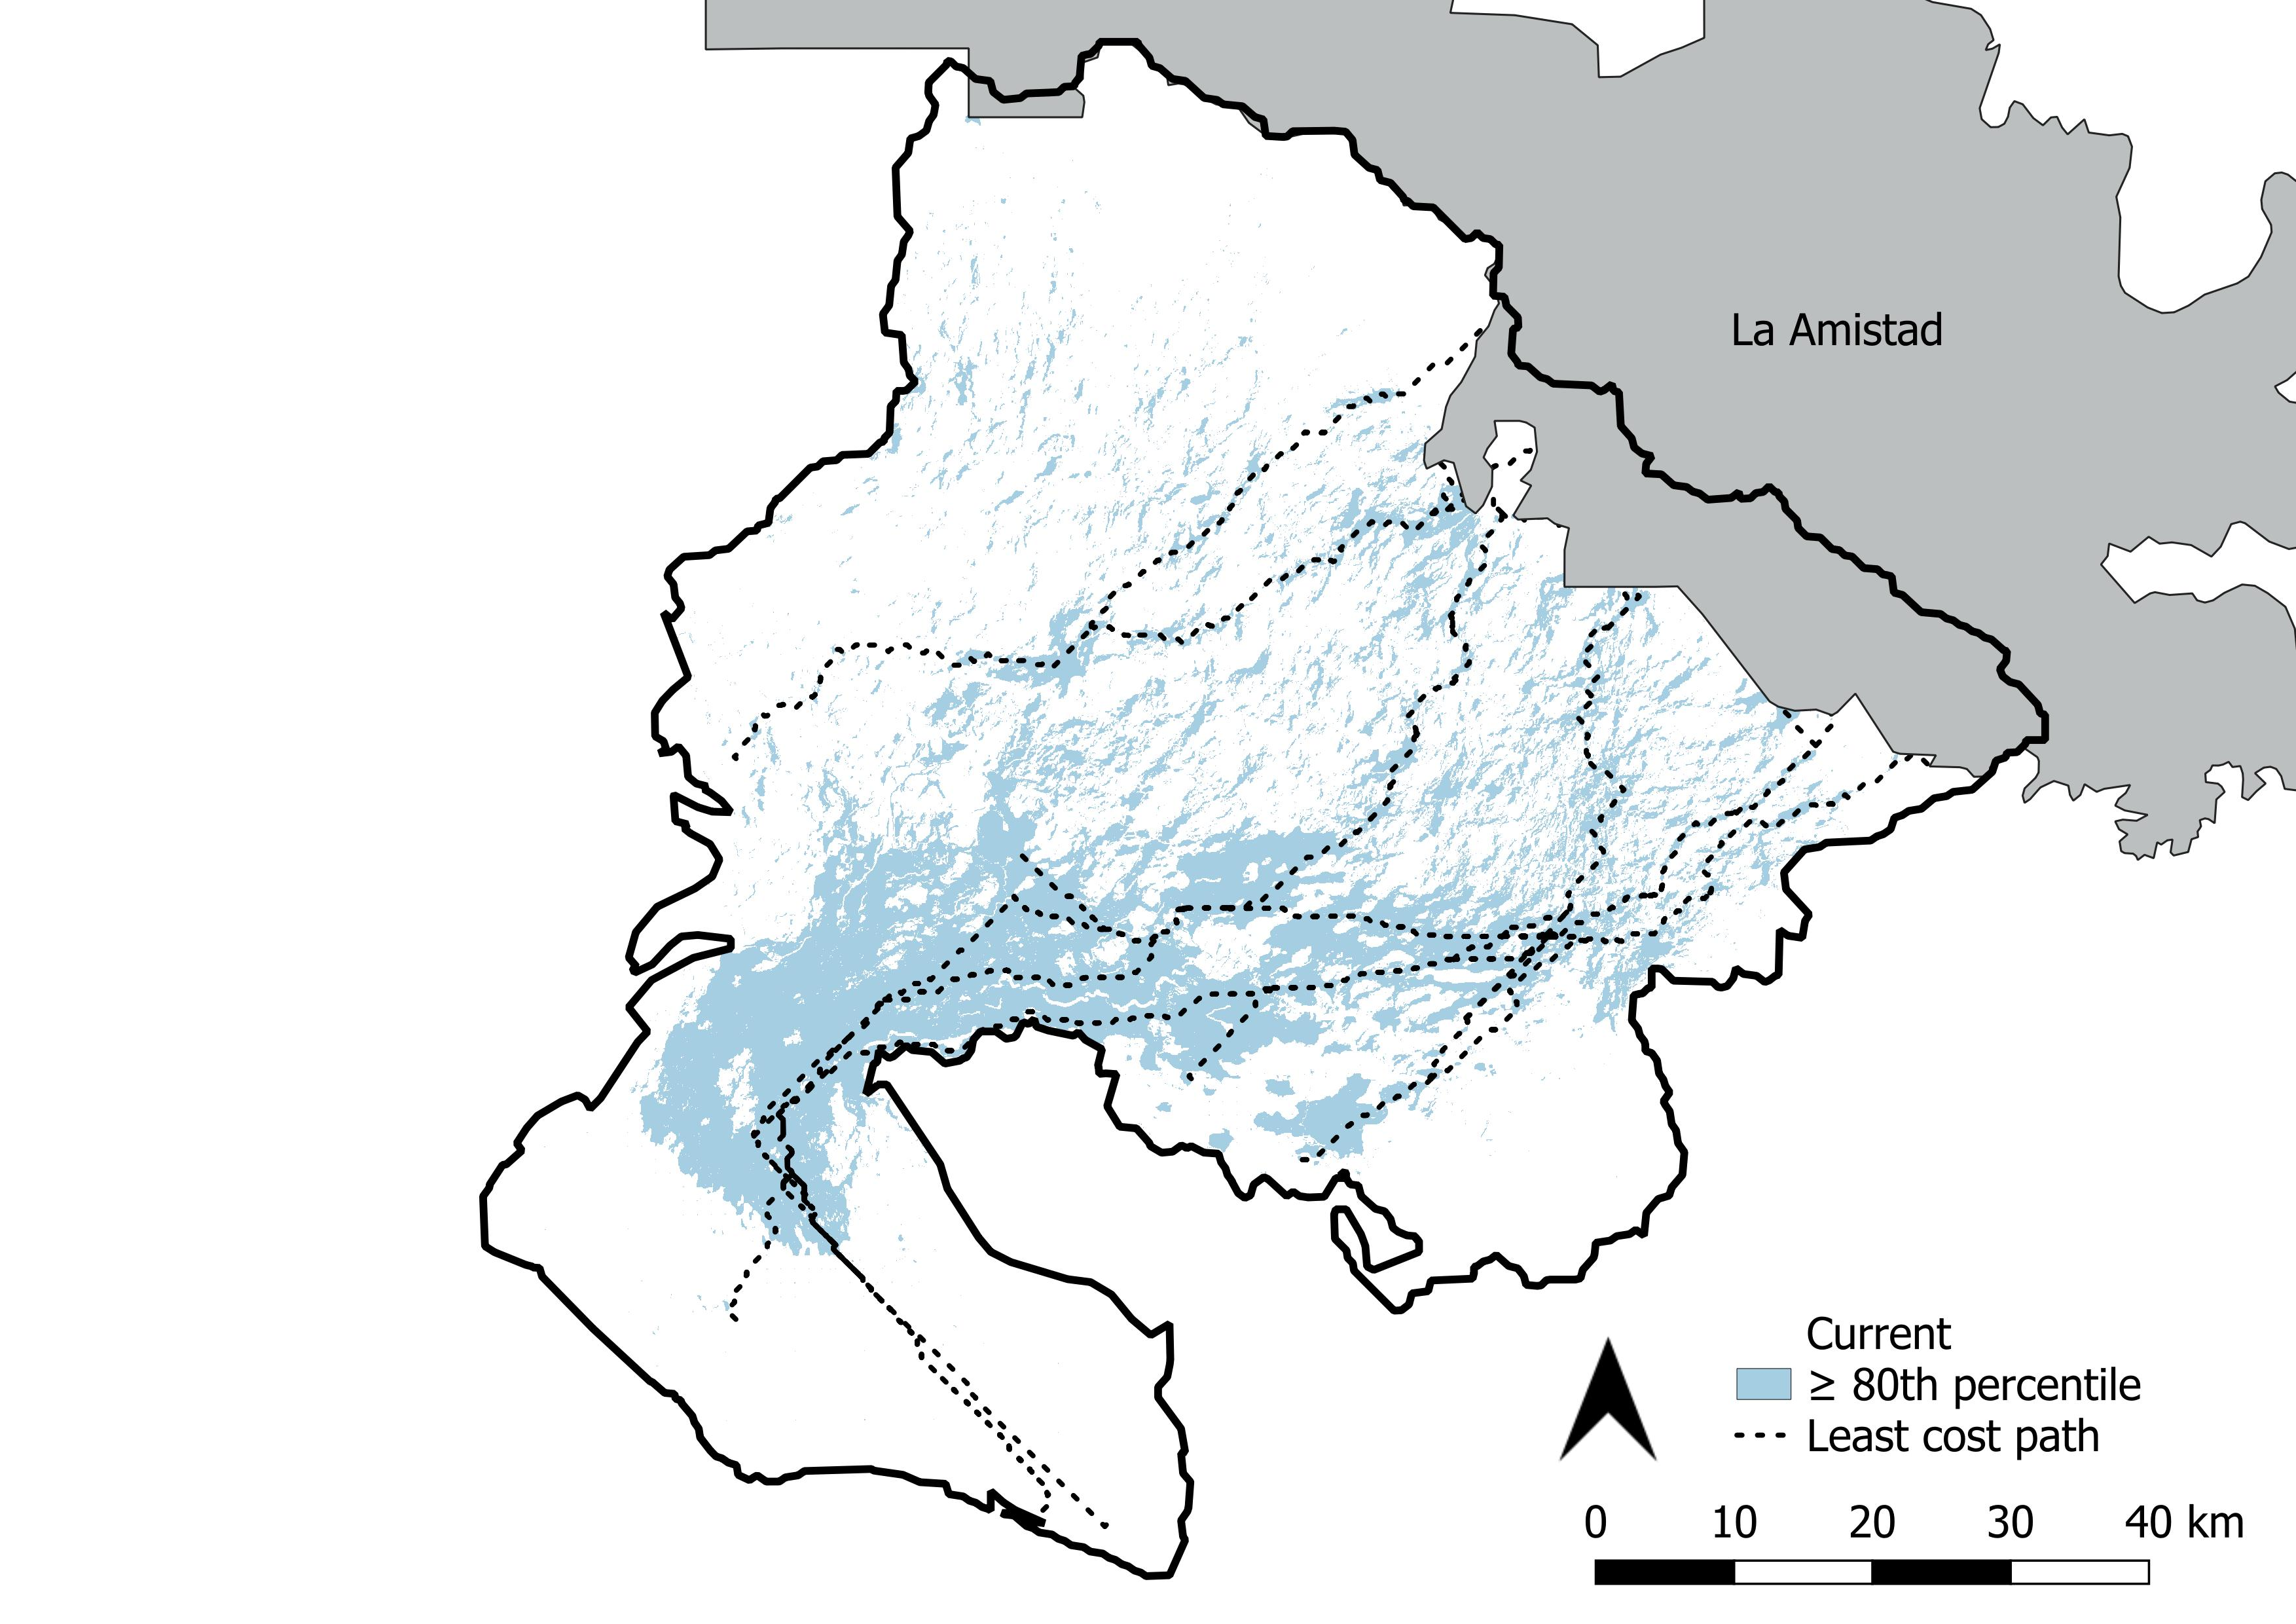 La Amistad
Current
≥ 80th percentile
Least cost path
0 10 20 30 40 km